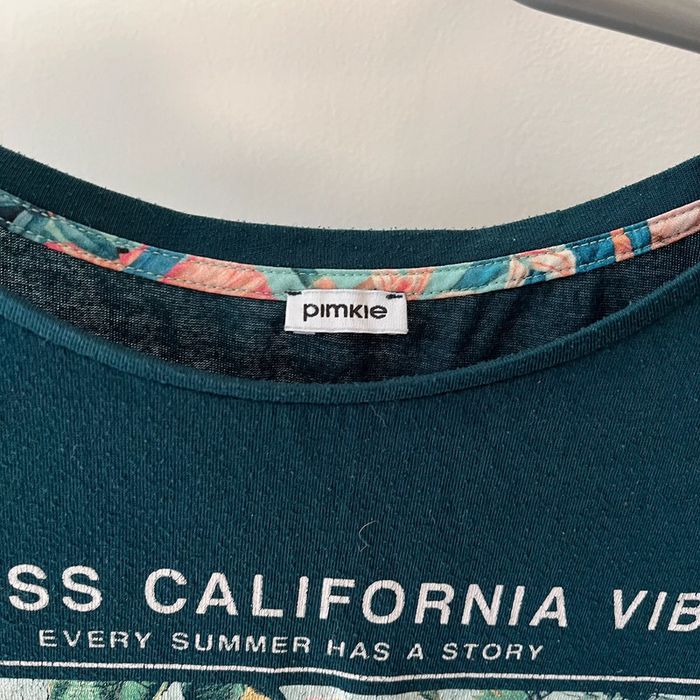 pimkie
SS CALIFORNIA VIB
EVERY SUMMER HAS A STORY